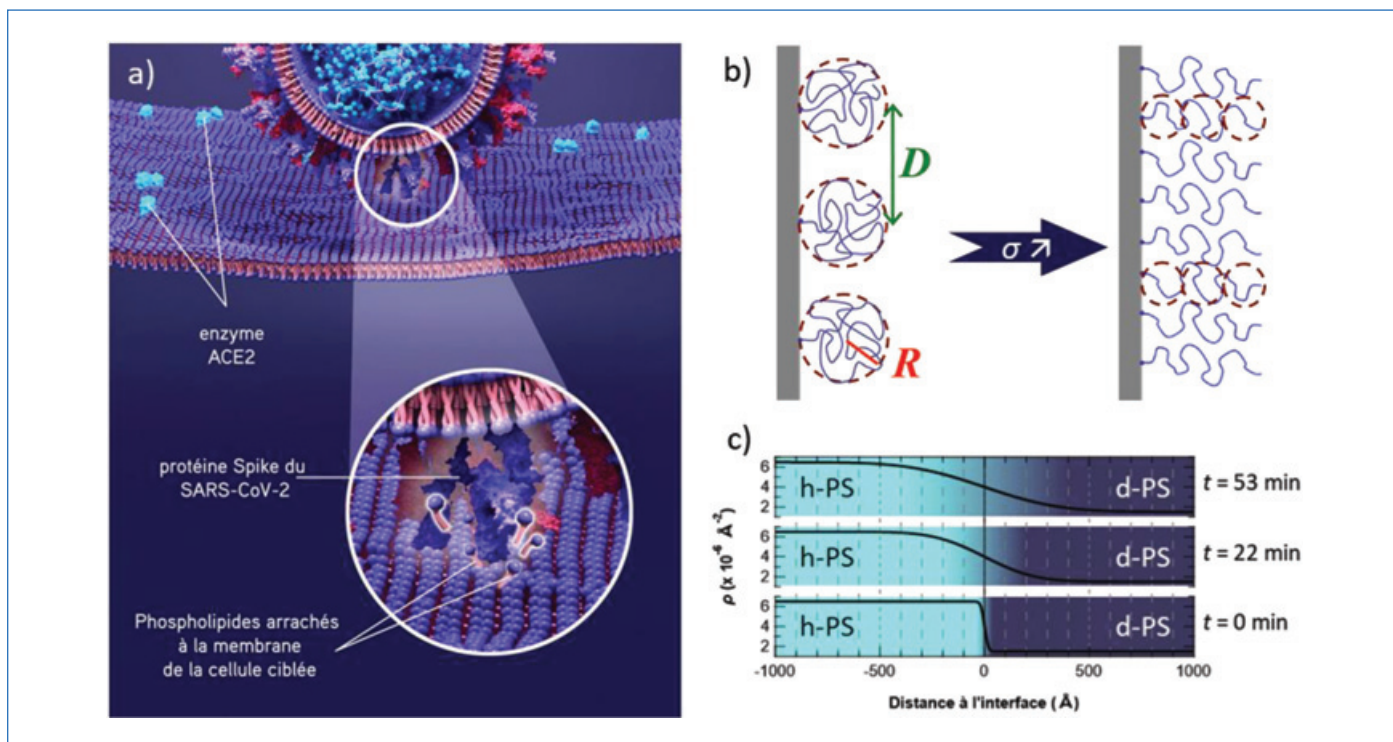 a)
enzyme
ACE2
protéine Spike du
SARS-CoV-2
Phospholipides arrachés
à la membrane
de la cellule ciblée
b)
D
R
σ ↗
c)
ρ (x 10⁻⁶ Å⁻²)
6
4
2
h-PS
d-PS
t = 53 min
6
4
2
h-PS
d-PS
t = 22 min
6
4
2
h-PS
d-PS
t = 0 min
-1000 -500 0 500 1000
Distance à l'interface (Å)